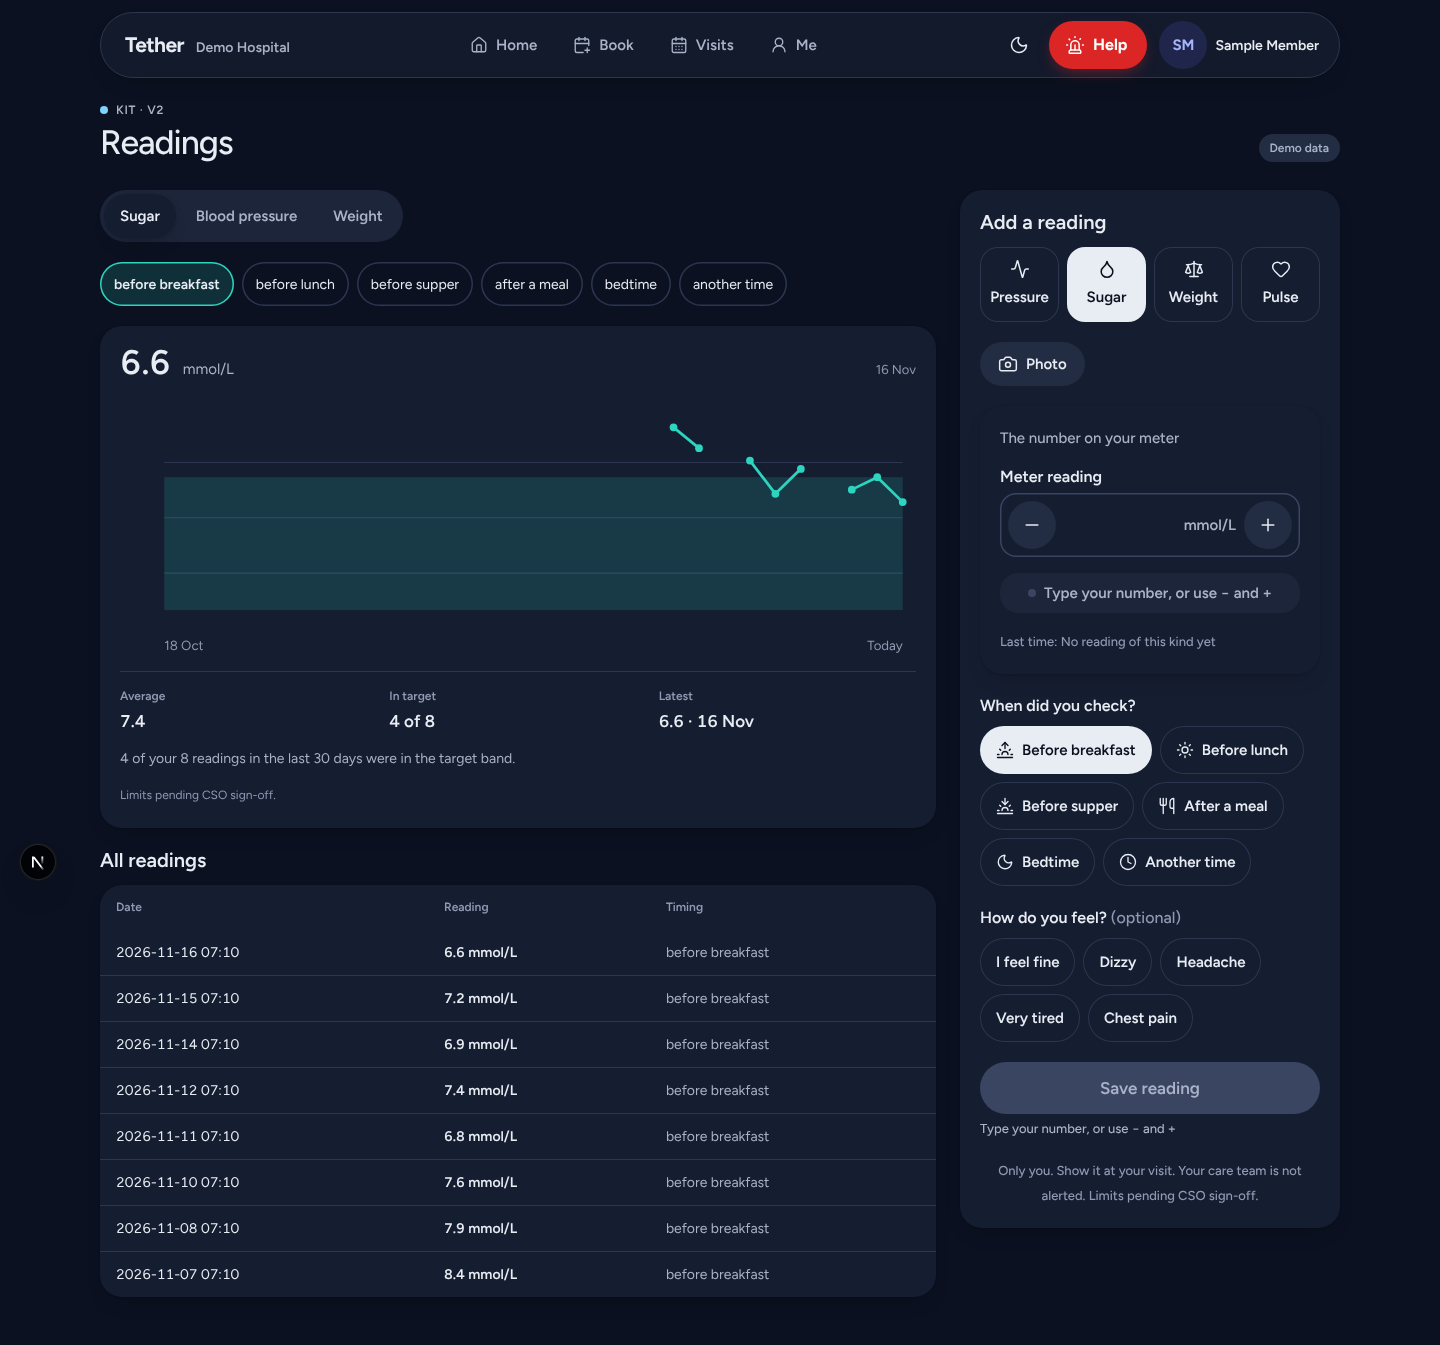 Tether Demo Hospital
Home Book Visits Me
Help SM Sample Member
KIT · V2
Readings
Demo data
Sugar Blood pressure Weight
before breakfast before lunch before supper after a meal bedtime another time
6.6 mmol/L 16 Nov
18 Oct Today
Average In target Latest
7.4 4 of 8 6.6 · 16 Nov
4 of your 8 readings in the last 30 days were in the target band.
Limits pending CSO sign-off.
All readings
Date Reading Timing
2026-11-16 07:10 6.6 mmol/L before breakfast
2026-11-15 07:10 7.2 mmol/L before breakfast
2026-11-14 07:10 6.9 mmol/L before breakfast
2026-11-12 07:10 7.4 mmol/L before breakfast
2026-11-11 07:10 6.8 mmol/L before breakfast
2026-11-10 07:10 7.6 mmol/L before breakfast
2026-11-08 07:10 7.9 mmol/L before breakfast
2026-11-07 07:10 8.4 mmol/L before breakfast
N
Add a reading
Pressure Sugar Weight Pulse
Photo
The number on your meter
Meter reading
− mmol/L +
Type your number, or use − and +
Last time: No reading of this kind yet
When did you check?
Before breakfast Before lunch
Before supper After a meal
Bedtime Another time
How do you feel? (optional)
I feel fine Dizzy Headache
Very tired Chest pain
Save reading
Type your number, or use − and +
Only you. Show it at your visit. Your care team is not
alerted. Limits pending CSO sign-off.